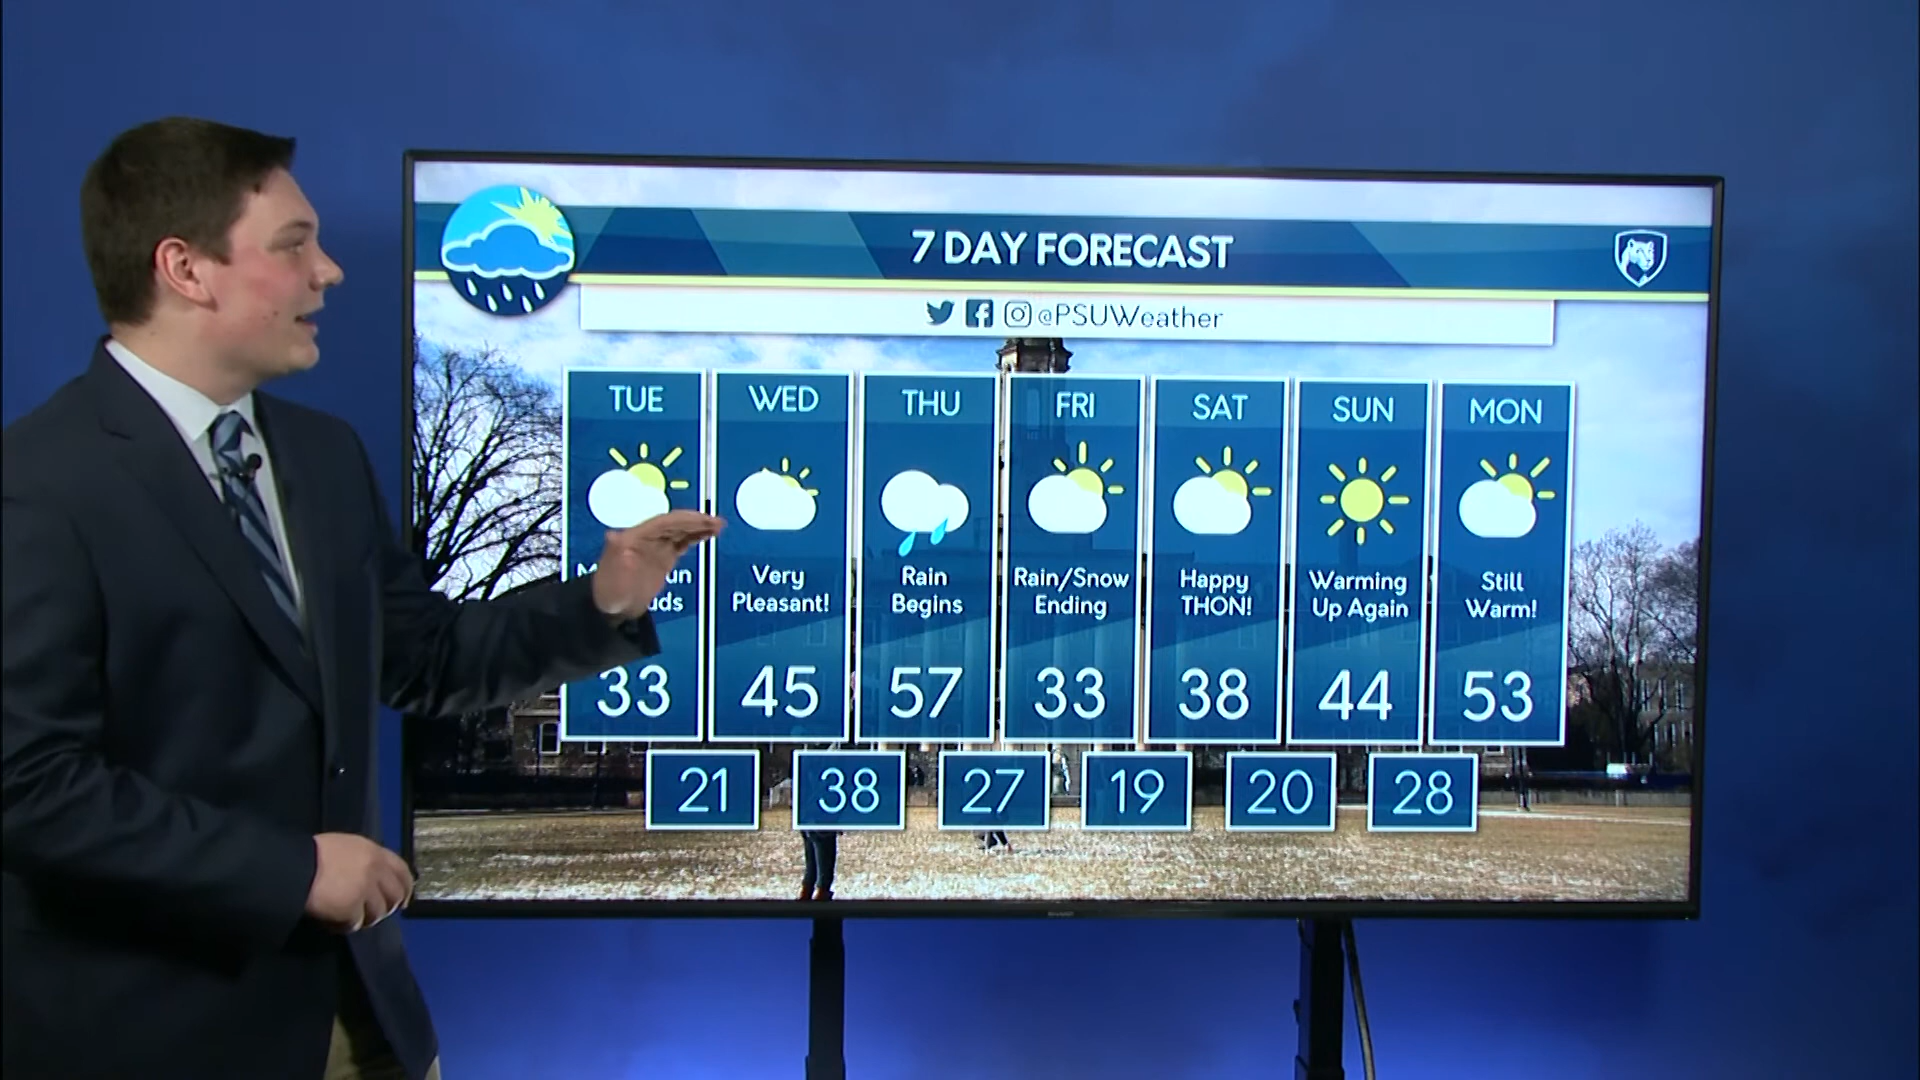 7 DAY FORECAST
@PSUWeather
TUE WED THU FRI SAT SUN MON
Very Pleasant!
Rain Begins
Rain/Snow Ending
Happy THON!
Warming Up Again
Still Warm!
33 45 57 33 38 44 53
21 38 27 19 20 28